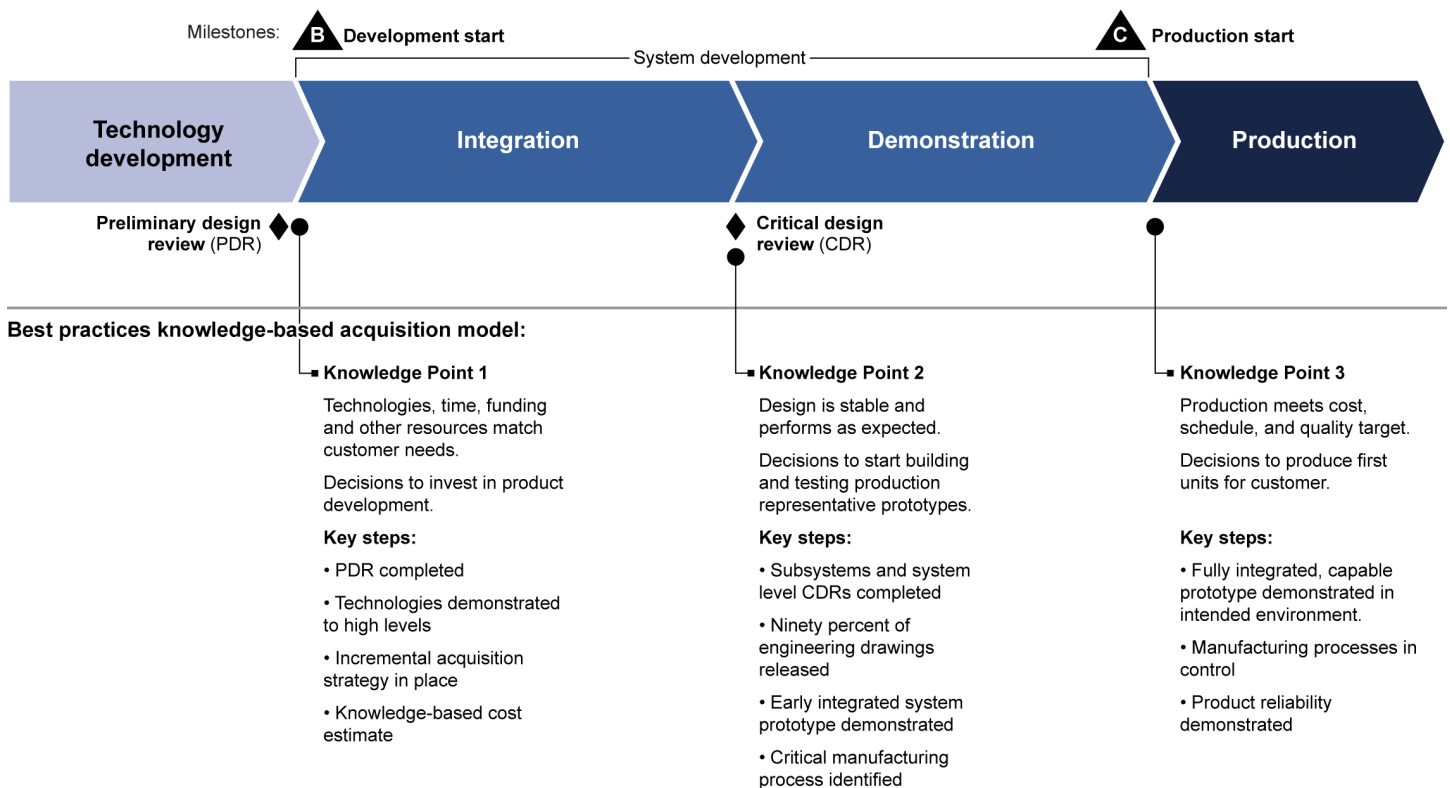 Milestones:
B
Development start
C
Production start
System development
Technology
development
Integration
Demonstration
Production
Preliminary design
review (PDR)
Critical design
review (CDR)
Best practices knowledge-based acquisition model:
Knowledge Point 1
Technologies, time, funding
and other resources match
customer needs.
Decisions to invest in product
development.
Key steps:
• PDR completed
• Technologies demonstrated
to high levels
• Incremental acquisition
strategy in place
• Knowledge-based cost
estimate
Knowledge Point 2
Design is stable and
performs as expected.
Decisions to start building
and testing production
representative prototypes.
Key steps:
• Subsystems and system
level CDRs completed
• Ninety percent of
engineering drawings
released
• Early integrated system
prototype demonstrated
• Critical manufacturing
process identified
Knowledge Point 3
Production meets cost,
schedule, and quality target.
Decisions to produce first
units for customer.
Key steps:
• Fully integrated, capable
prototype demonstrated in
intended environment.
• Manufacturing processes in
control
• Product reliability
demonstrated